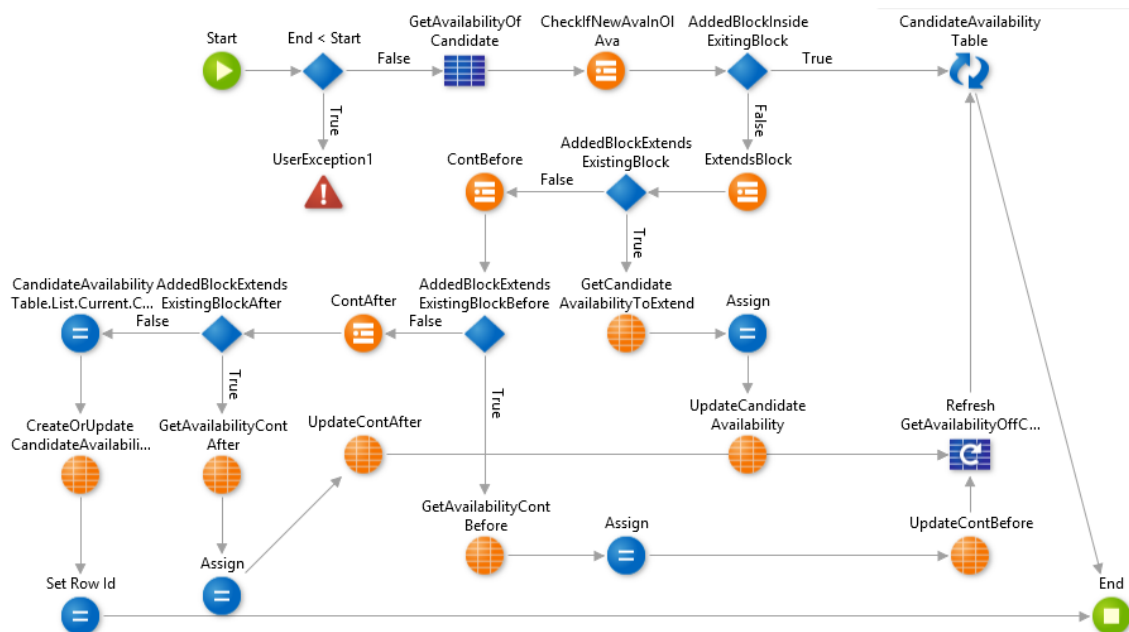 Start
End < Start
False
GetAvailabilityOf
Candidate
CheckIfNewAvaInOl
Ava
AddedBlockInside
ExitingBlock
True
CandidateAvailability
Table
True
UserException1
False
ExtendsBlock
AddedBlockExtends
ExistingBlock
False
ContBefore
True
CandidateAvailability
Table.List.Current.C...
AddedBlockExtends
ExistingBlockAfter
False
ContAfter
AddedBlockExtends
ExistingBlockBefore
False
GetCandidate
AvailabilityToExtend
Assign
True
True
CreateOrUpdate
CandidateAvailabili...
GetAvailabilityCont
After
UpdateContAfter
UpdateCandidate
Availability
Refresh
GetAvailabilityOffC...
GetAvailabilityCont
Before
Assign
UpdateContBefore
Set Row Id
Assign
End